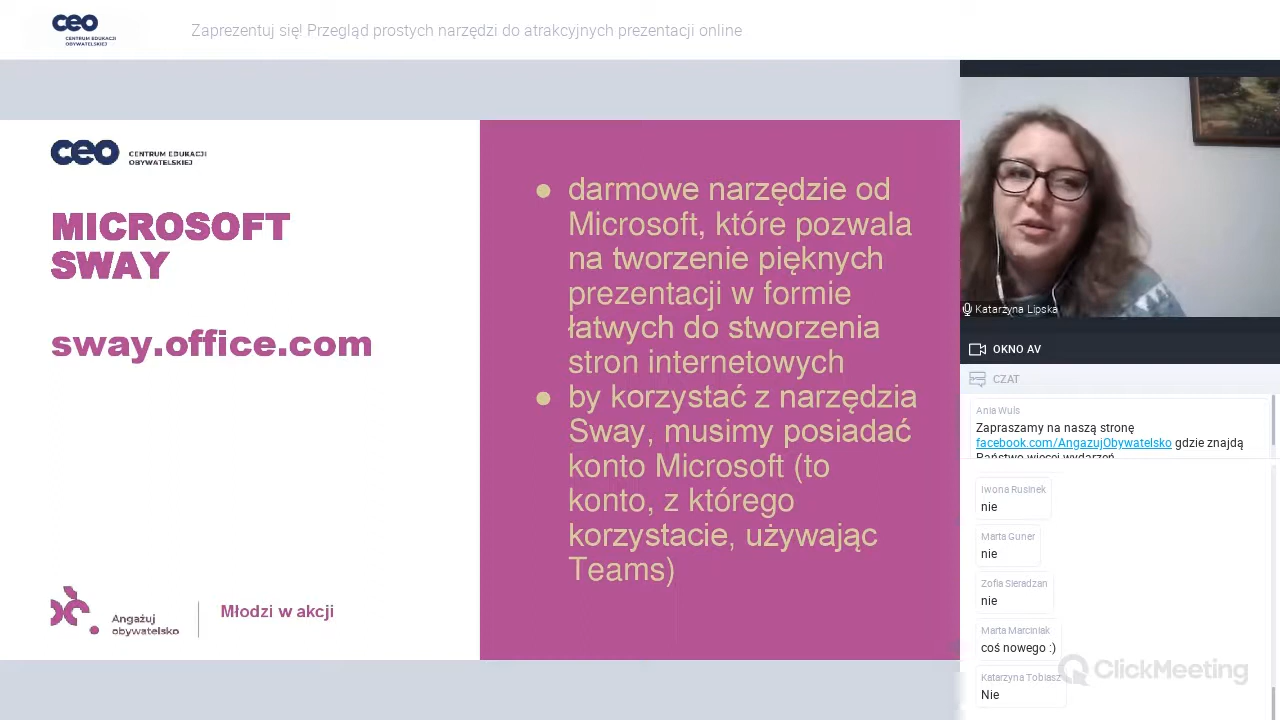 ceo
CENTRUM EDUKACJI
OBYWATELSKIEJ
Zaprezentuj się! Przegląd prostych narzędzi do atrakcyjnych prezentacji online
ceo
CENTRUM EDUKACJI
OBYWATELSKIEJ
MICROSOFT
SWAY
sway.office.com
Angażuj
obywatelsko
Młodzi w akcji
● darmowe narzędzie od
Microsoft, które pozwala
na tworzenie pięknych
prezentacji w formie
łatwych do stworzenia
stron internetowych
● by korzystać z narzędzia
Sway, musimy posiadać
konto Microsoft (to
konto, z którego
korzystacie, używając
Teams)
Katarzyna Lipska
OKNO AV
CZAT
Ania Wuls
Zapraszamy na naszą stronę
facebook.com/AngazujObywatelsko gdzie znajdą
Państwo więcej wydarzeń
Iwona Rusinek
nie
Marta Guner
nie
Zofia Sieradzan
nie
Marta Marciniak
coś nowego :)
Katarzyna Tobiasz
Nie
ClickMeeting